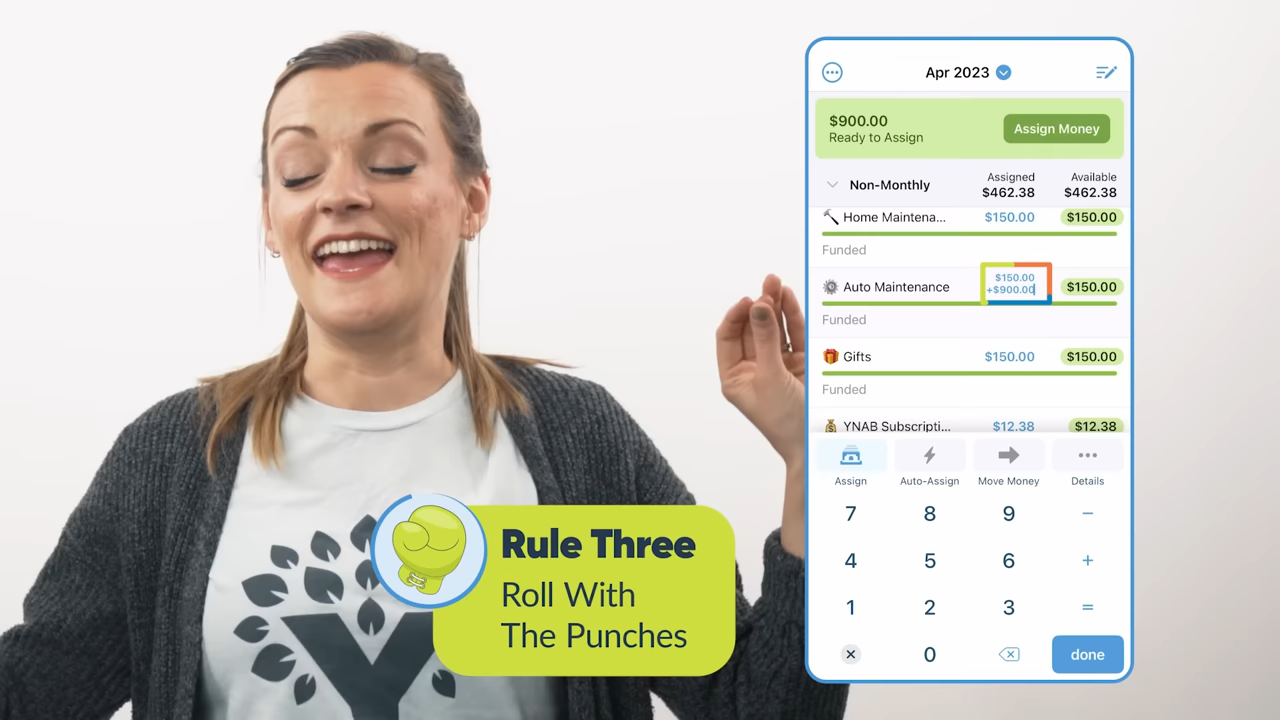 Y
Rule Three
Roll With
The Punches
Apr 2023
$900.00
Ready to Assign
Assign Money
Assigned Available
Non-Monthly $462.38 $462.38
Home Maintena... $150.00 $150.00
Funded
Auto Maintenance $150.00 +$900.00 $150.00
Funded
Gifts $150.00 $150.00
Funded
YNAB Subscripti... $12.38 $12.38
Assign Auto-Assign Move Money Details
7 8 9 −
4 5 6 +
1 2 3 =
0 done